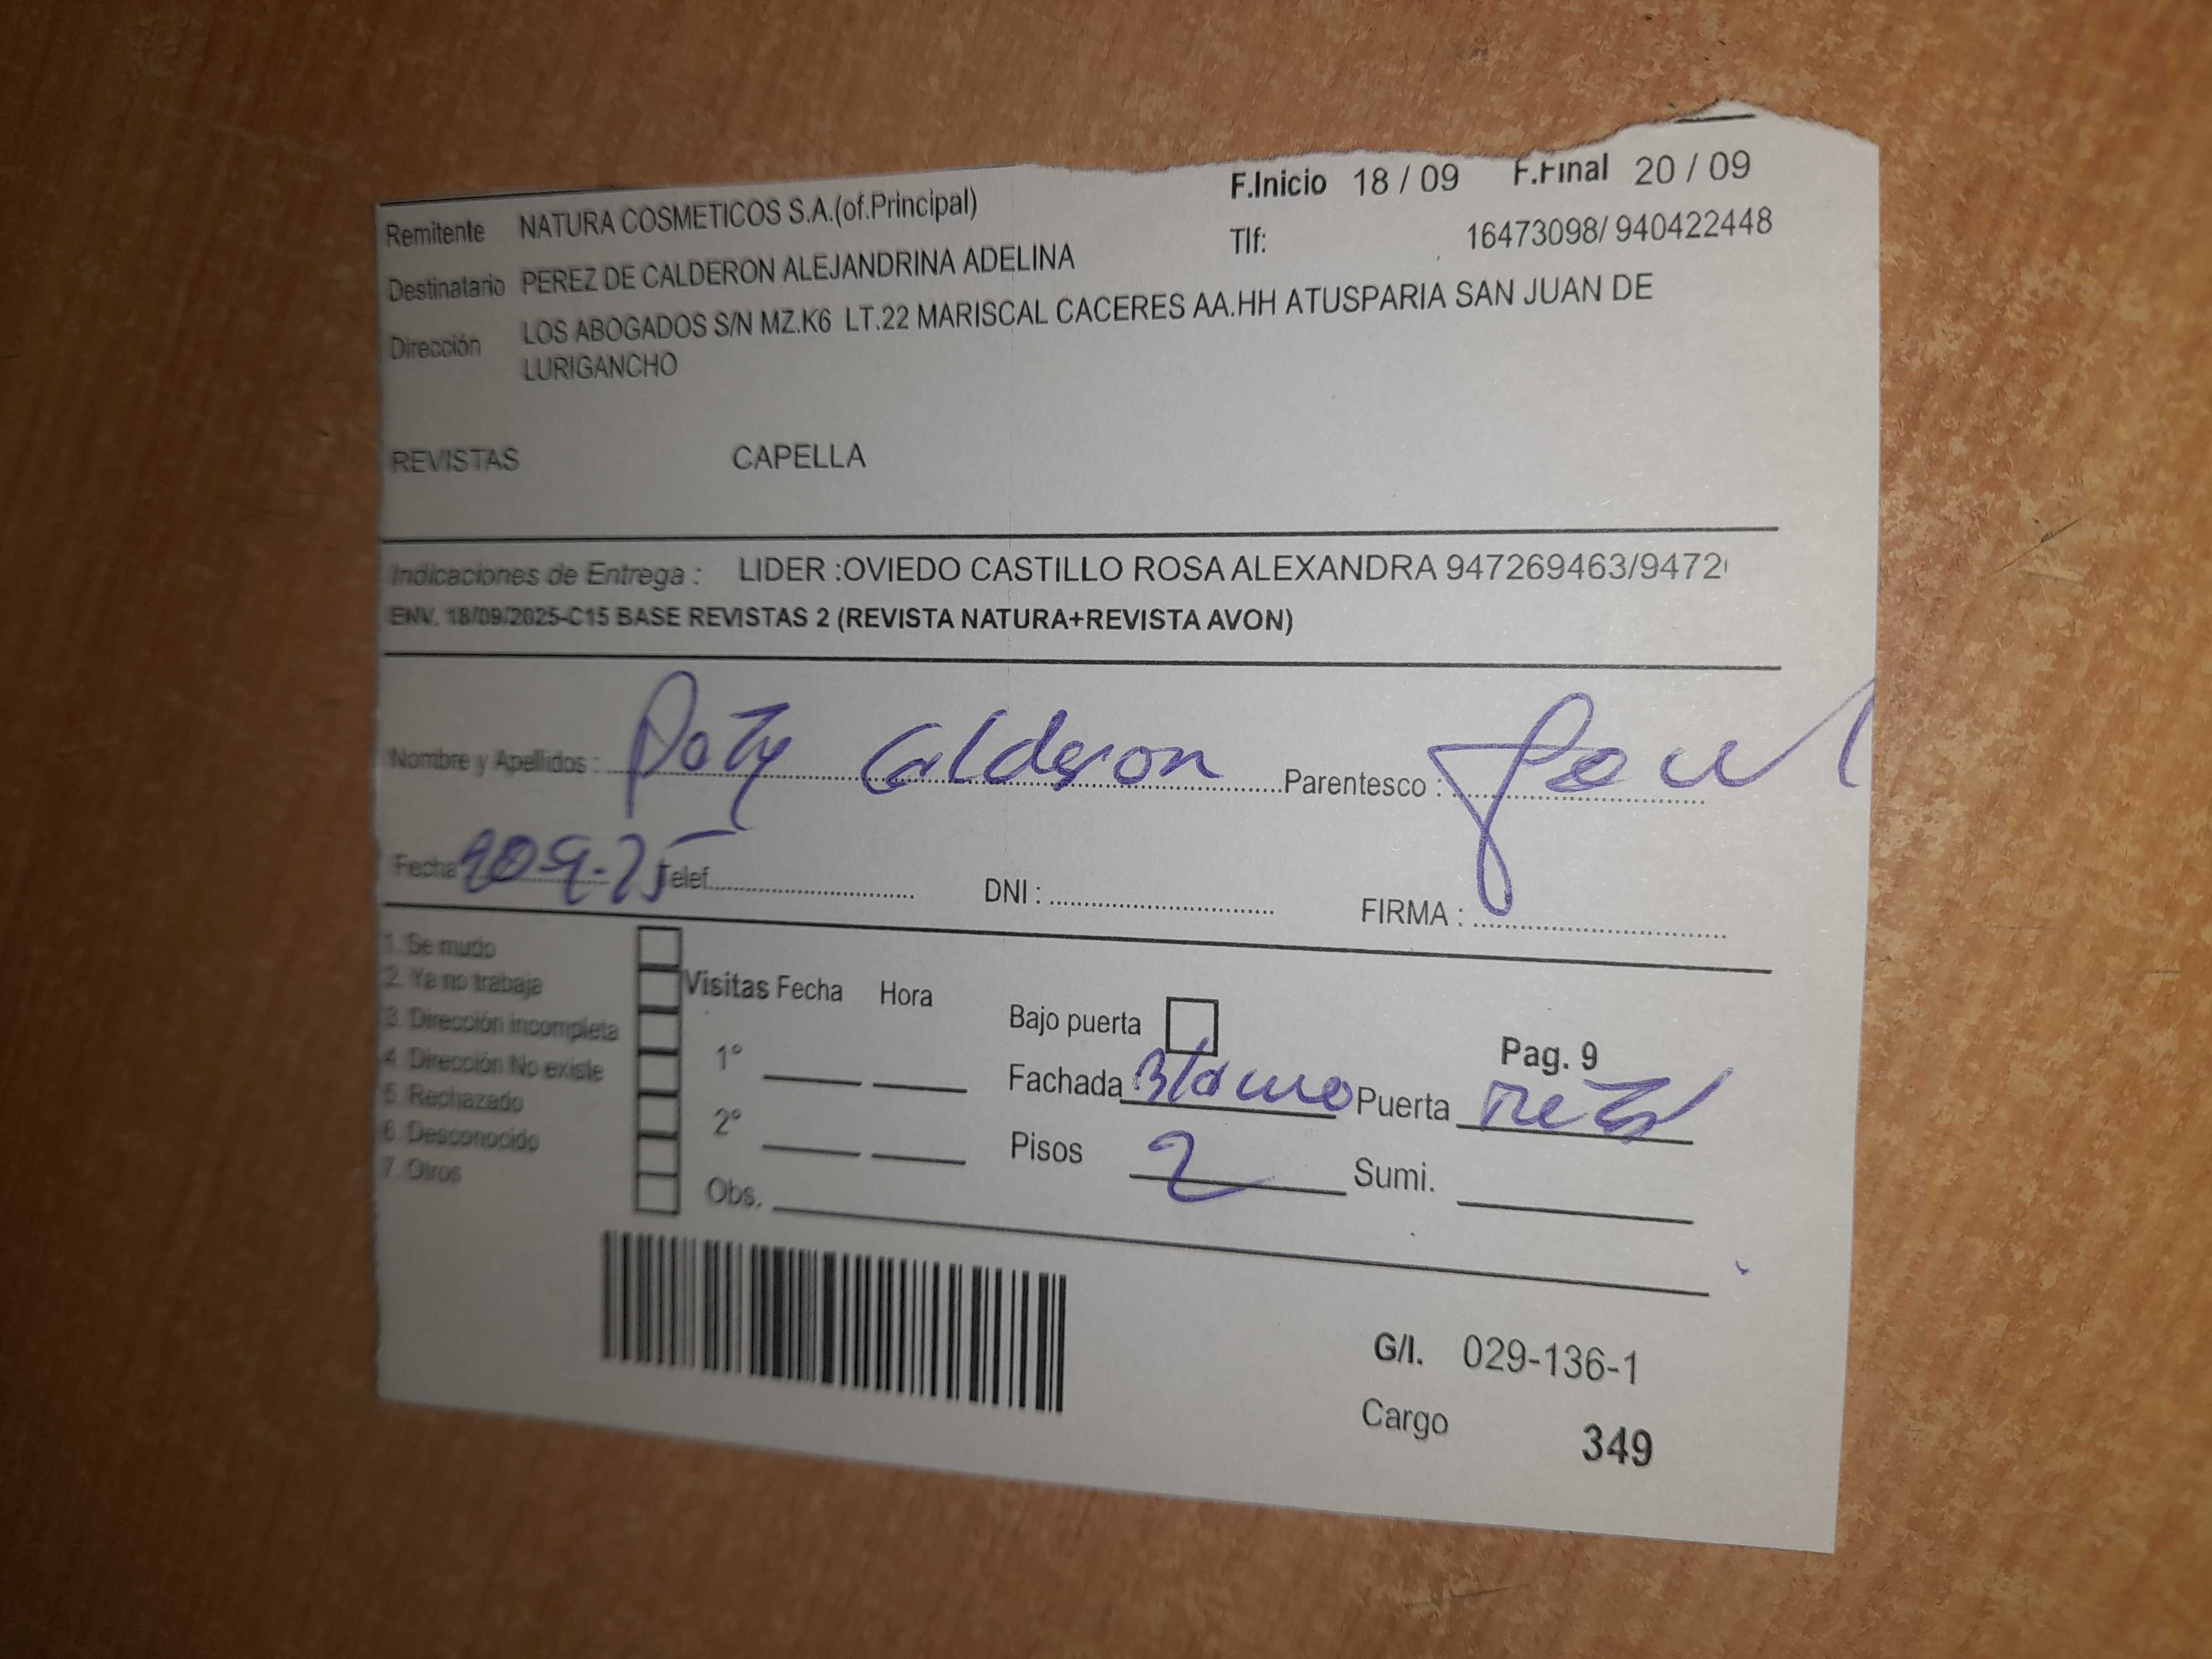 F.Inicio 18 / 09 F.Final 20 / 09
Remitente NATURA COSMETICOS S.A.(of.Principal)
Tlf: 16473098/ 940422448
Destinatario PEREZ DE CALDERON ALEJANDRINA ADELINA
Dirección LOS ABOGADOS S/N MZ.K6 LT.22 MARISCAL CACERES AA.HH ATUSPARIA SAN JUAN DE
LURIGANCHO
REVISTAS CAPELLA
Indicaciones de Entrega : LIDER :OVIEDO CASTILLO ROSA ALEXANDRA 947269463/9472
ENV. 18/09/2025-C15 BASE REVISTAS 2 (REVISTA NATURA+REVISTA AVON)
Nombre y Apellidos : Paty Calderon Parentesco :
Fecha Telef. DNI : FIRMA :
1. Se mudo
2. Ya no trabaja
3. Dirección incompleta
4. Dirección No existe
5. Rechazado
6. Desconocido
7. Otros
Visitas Fecha Hora
1°
2°
Obs.
Bajo puerta
Pag. 9
Fachada Blanco Puerta Metal
Pisos 2 Sumi.
G/I. 029-136-1
Cargo 349